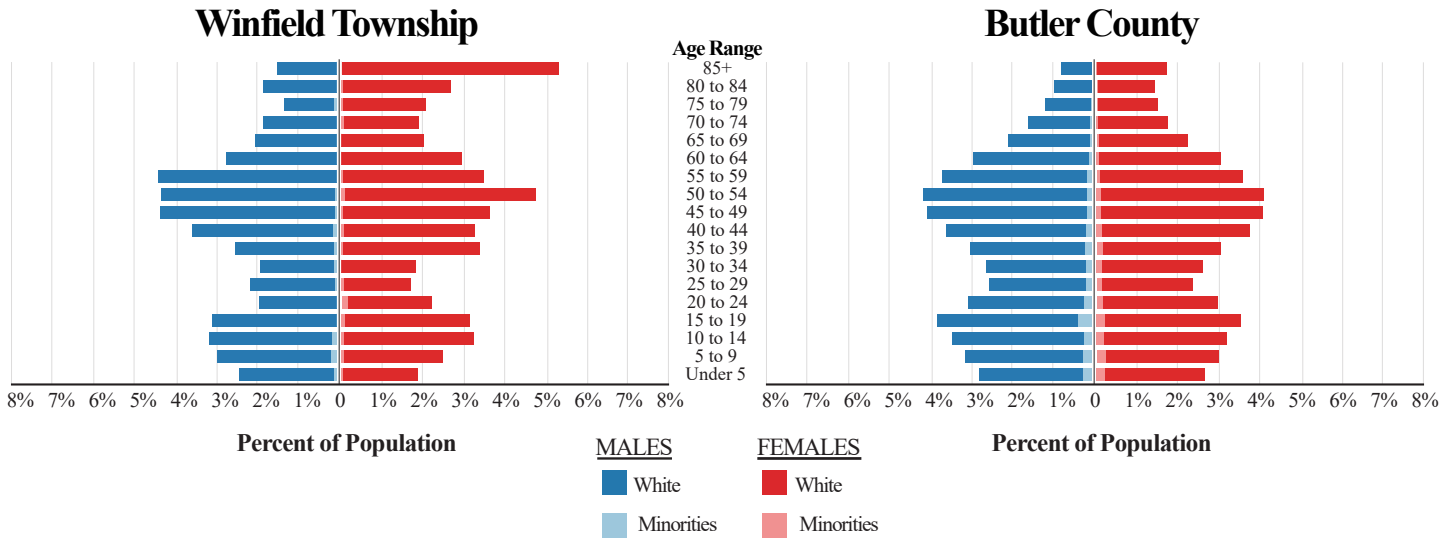 Winfield Township
Butler County
Age Range
85+
80 to 84
75 to 79
70 to 74
65 to 69
60 to 64
55 to 59
50 to 54
45 to 49
40 to 44
35 to 39
30 to 34
25 to 29
20 to 24
15 to 19
10 to 14
5 to 9
Under 5
8% 7% 6% 5% 4% 3% 2% 1% 0 1% 2% 3% 4% 5% 6% 7% 8%
8% 7% 6% 5% 4% 3% 2% 1% 0 1% 2% 3% 4% 5% 6% 7% 8%
Percent of Population
Percent of Population
MALES
White
Minorities
FEMALES
White
Minorities